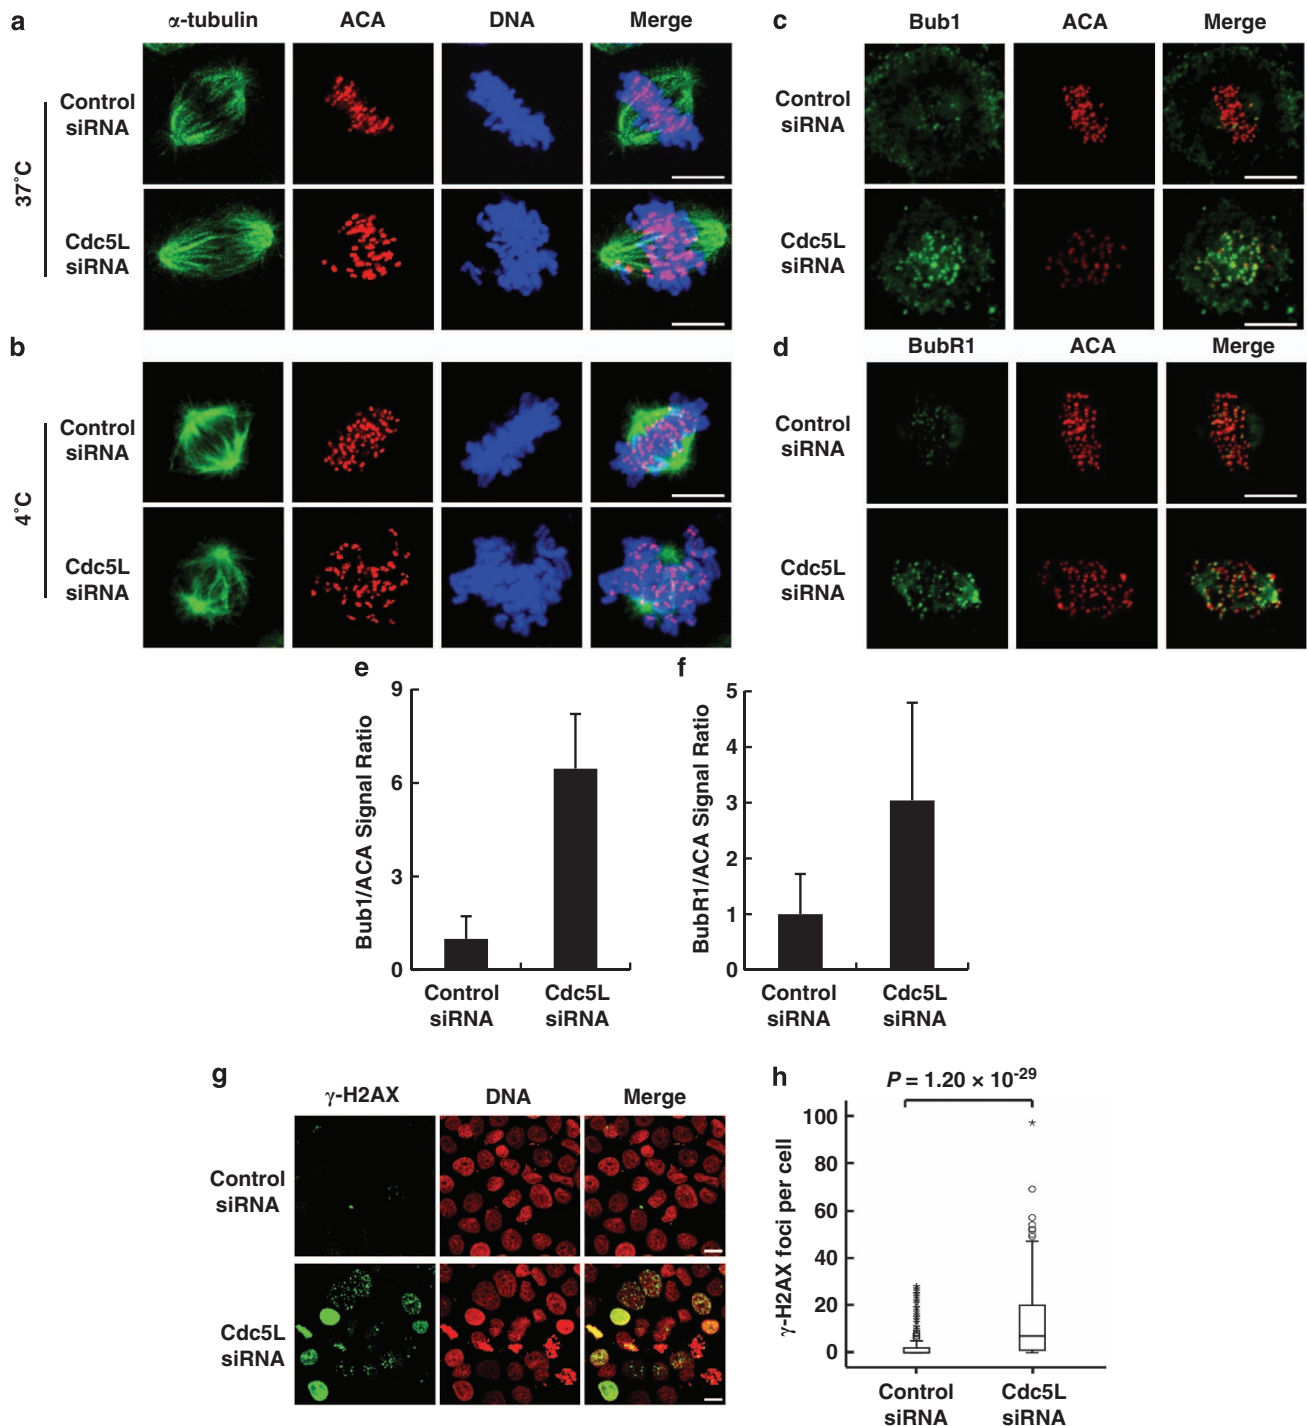 a
α-tubulin ACA DNA Merge
37°C
Control
siRNA
Cdc5L
siRNA
b
4°C
Control
siRNA
Cdc5L
siRNA
c
Bub1 ACA Merge
Control
siRNA
Cdc5L
siRNA
d
BubR1 ACA Merge
Control
siRNA
Cdc5L
siRNA
e
Bub1/ACA Signal Ratio
9
6
3
0
Control
siRNA
Cdc5L
siRNA
f
BubR1/ACA Signal Ratio
5
4
3
2
1
0
Control
siRNA
Cdc5L
siRNA
g
γ-H2AX DNA Merge
Control
siRNA
Cdc5L
siRNA
h
P = 1.20 × 10-29
γ-H2AX foci per cell
100
80
60
40
20
0
Control
siRNA
Cdc5L
siRNA